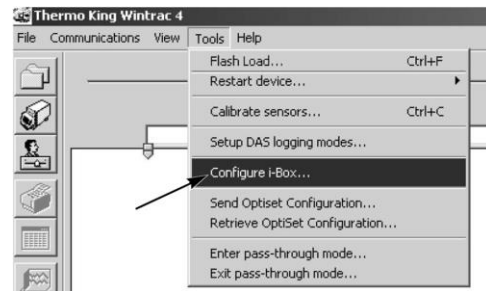 Thermo King Wintrac 4
File Communications View Tools Help
Flash Load... Ctrl+F
Restart device...
Calibrate sensors... Ctrl+C
Setup DAS logging modes...
Configure i-Box...
Send Optiset Configuration...
Retrieve OptiSet Configuration...
Enter pass-through mode...
Exit pass-through mode...